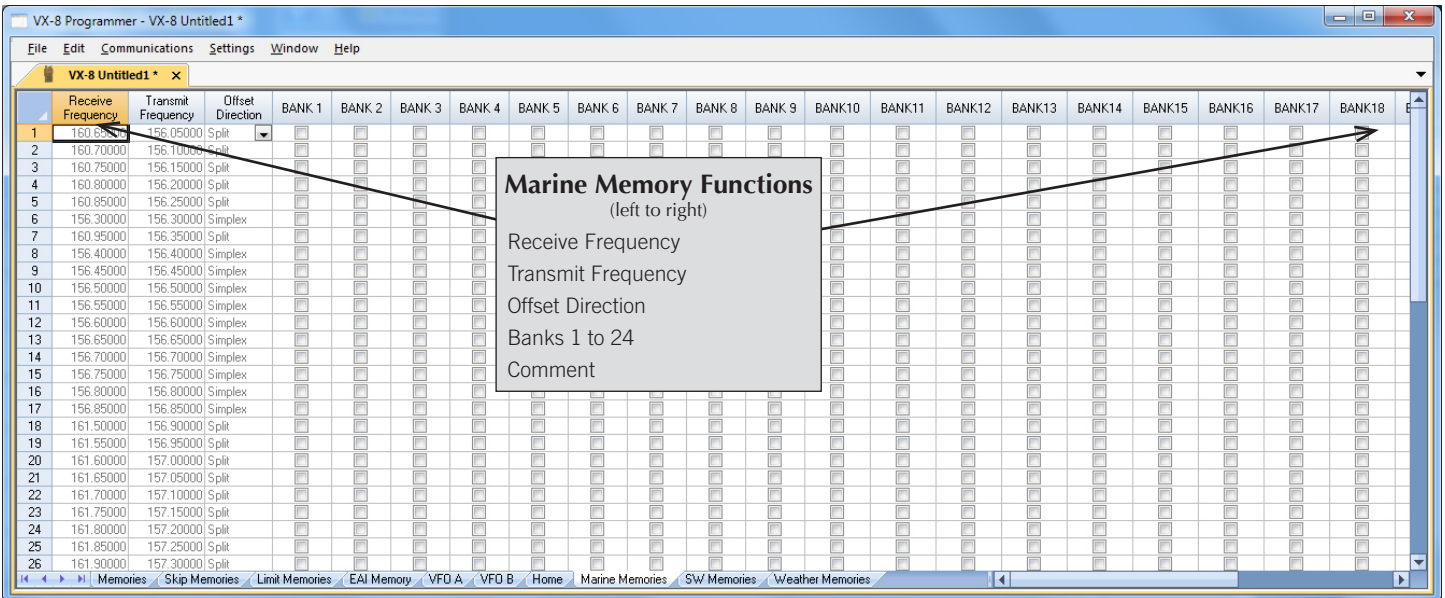 VX-8 Programmer - VX-8 Untitled1 *
File Edit Communications Settings Window Help
VX-8 Untitled1 * x
Receive Frequency Transmit Frequency Offset Direction BANK 1 BANK 2 BANK 3 BANK 4 BANK 5 BANK 6 BANK 7 BANK 8 BANK 9 BANK10 BANK11 BANK12 BANK13 BANK14 BANK15 BANK16 BANK17 BANK18
1 160.65000 156.05000 Split
2 160.70000 156.10000 Split
3 160.75000 156.15000 Split
4 160.80000 156.20000 Split
5 160.85000 156.25000 Split
6 156.30000 156.30000 Simplex
7 160.95000 156.35000 Split
8 156.40000 156.40000 Simplex
9 156.45000 156.45000 Simplex
10 156.50000 156.50000 Simplex
11 156.55000 156.55000 Simplex
12 156.60000 156.60000 Simplex
13 156.65000 156.65000 Simplex
14 156.70000 156.70000 Simplex
15 156.75000 156.75000 Simplex
16 156.80000 156.80000 Simplex
17 156.85000 156.85000 Simplex
18 161.50000 156.90000 Split
19 161.55000 156.95000 Split
20 161.60000 157.00000 Split
21 161.65000 157.05000 Split
22 161.70000 157.10000 Split
23 161.75000 157.15000 Split
24 161.80000 157.20000 Split
25 161.85000 157.25000 Split
26 161.90000 157.30000 Split
Marine Memory Functions
(left to right)
Receive Frequency
Transmit Frequency
Offset Direction
Banks 1 to 24
Comment
Memories Skip Memories Limit Memories EAI Memory VFO A VFO B Home Marine Memories SW Memories Weather Memories